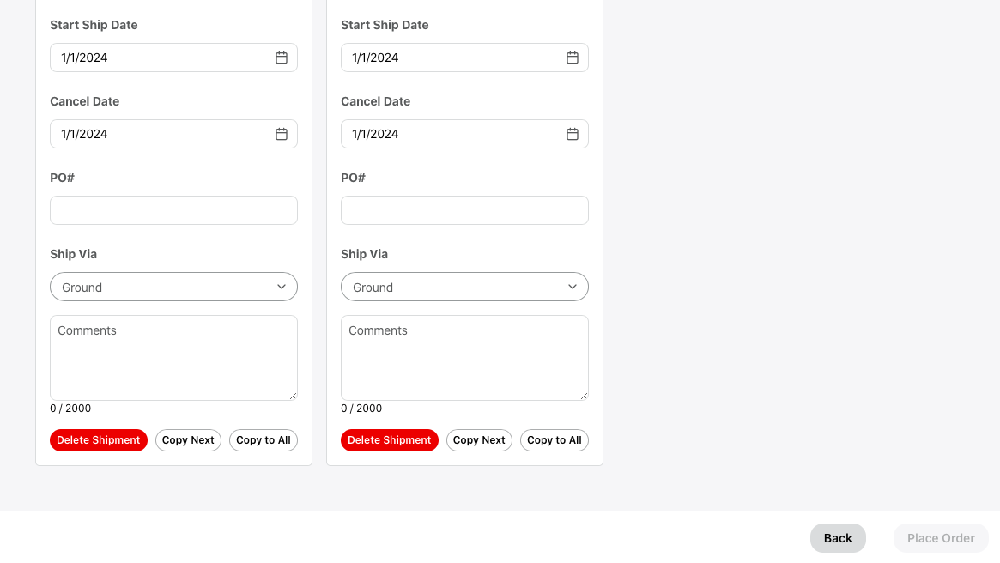 Start Ship Date
1/1/2024
Cancel Date
1/1/2024
PO#
Ship Via
Ground
Comments
0 / 2000
Delete Shipment Copy Next Copy to All
Start Ship Date
1/1/2024
Cancel Date
1/1/2024
PO#
Ship Via
Ground
Comments
0 / 2000
Delete Shipment Copy Next Copy to All
Back Place Order